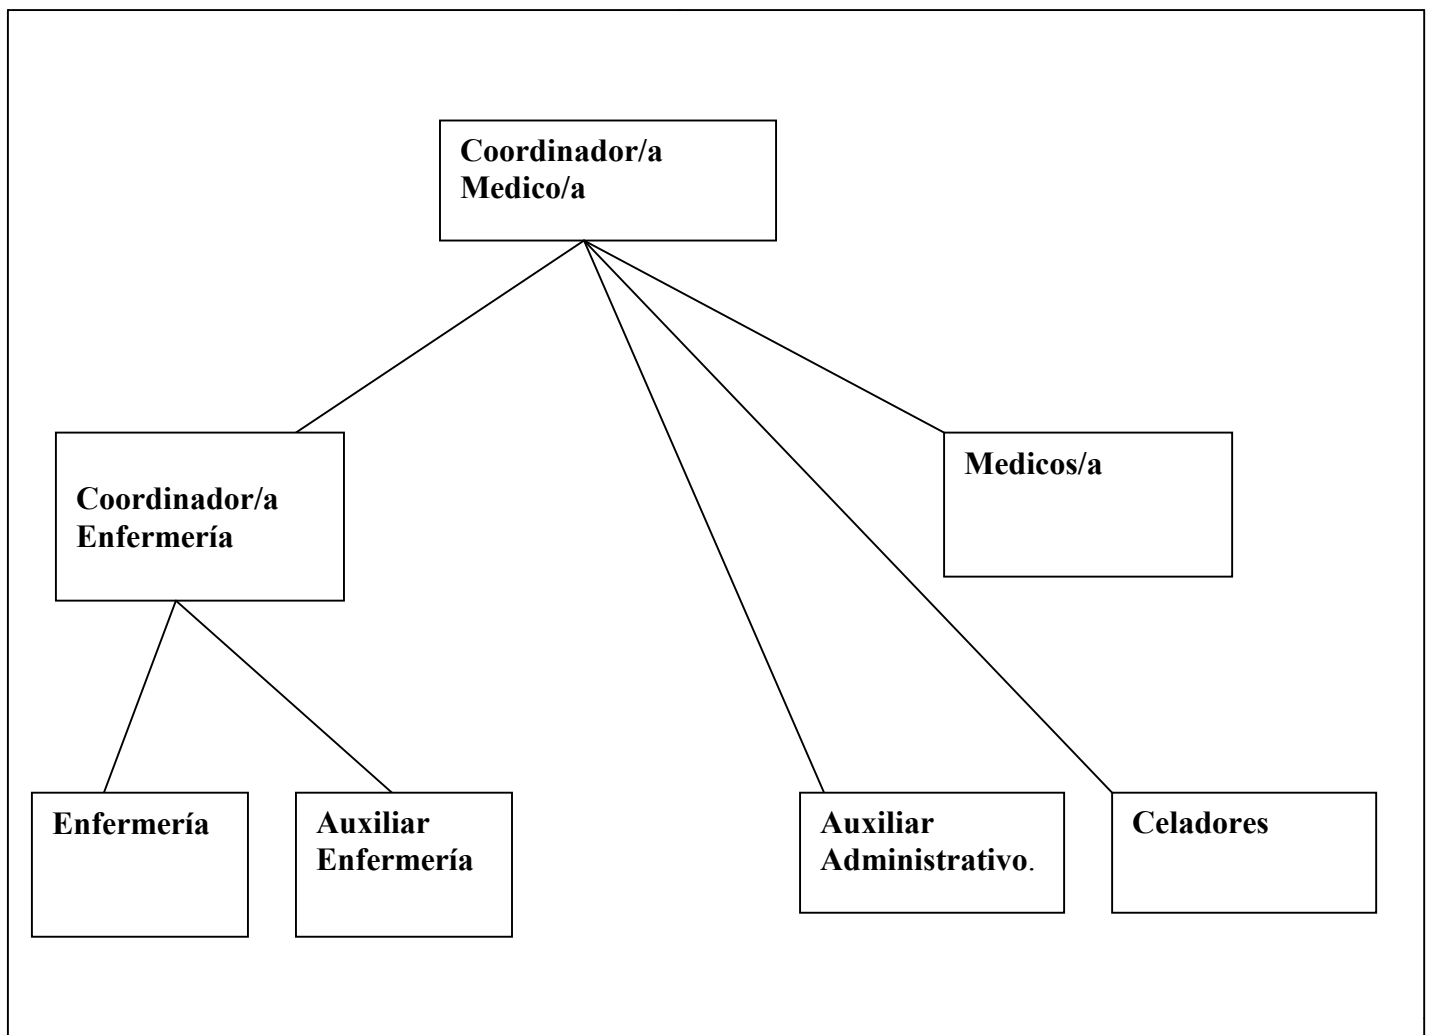 Coordinador/a
Medico/a
Medicos/a
Coordinador/a
Enfermería
Enfermería
Auxiliar
Enfermería
Auxiliar
Administrativo.
Celadores